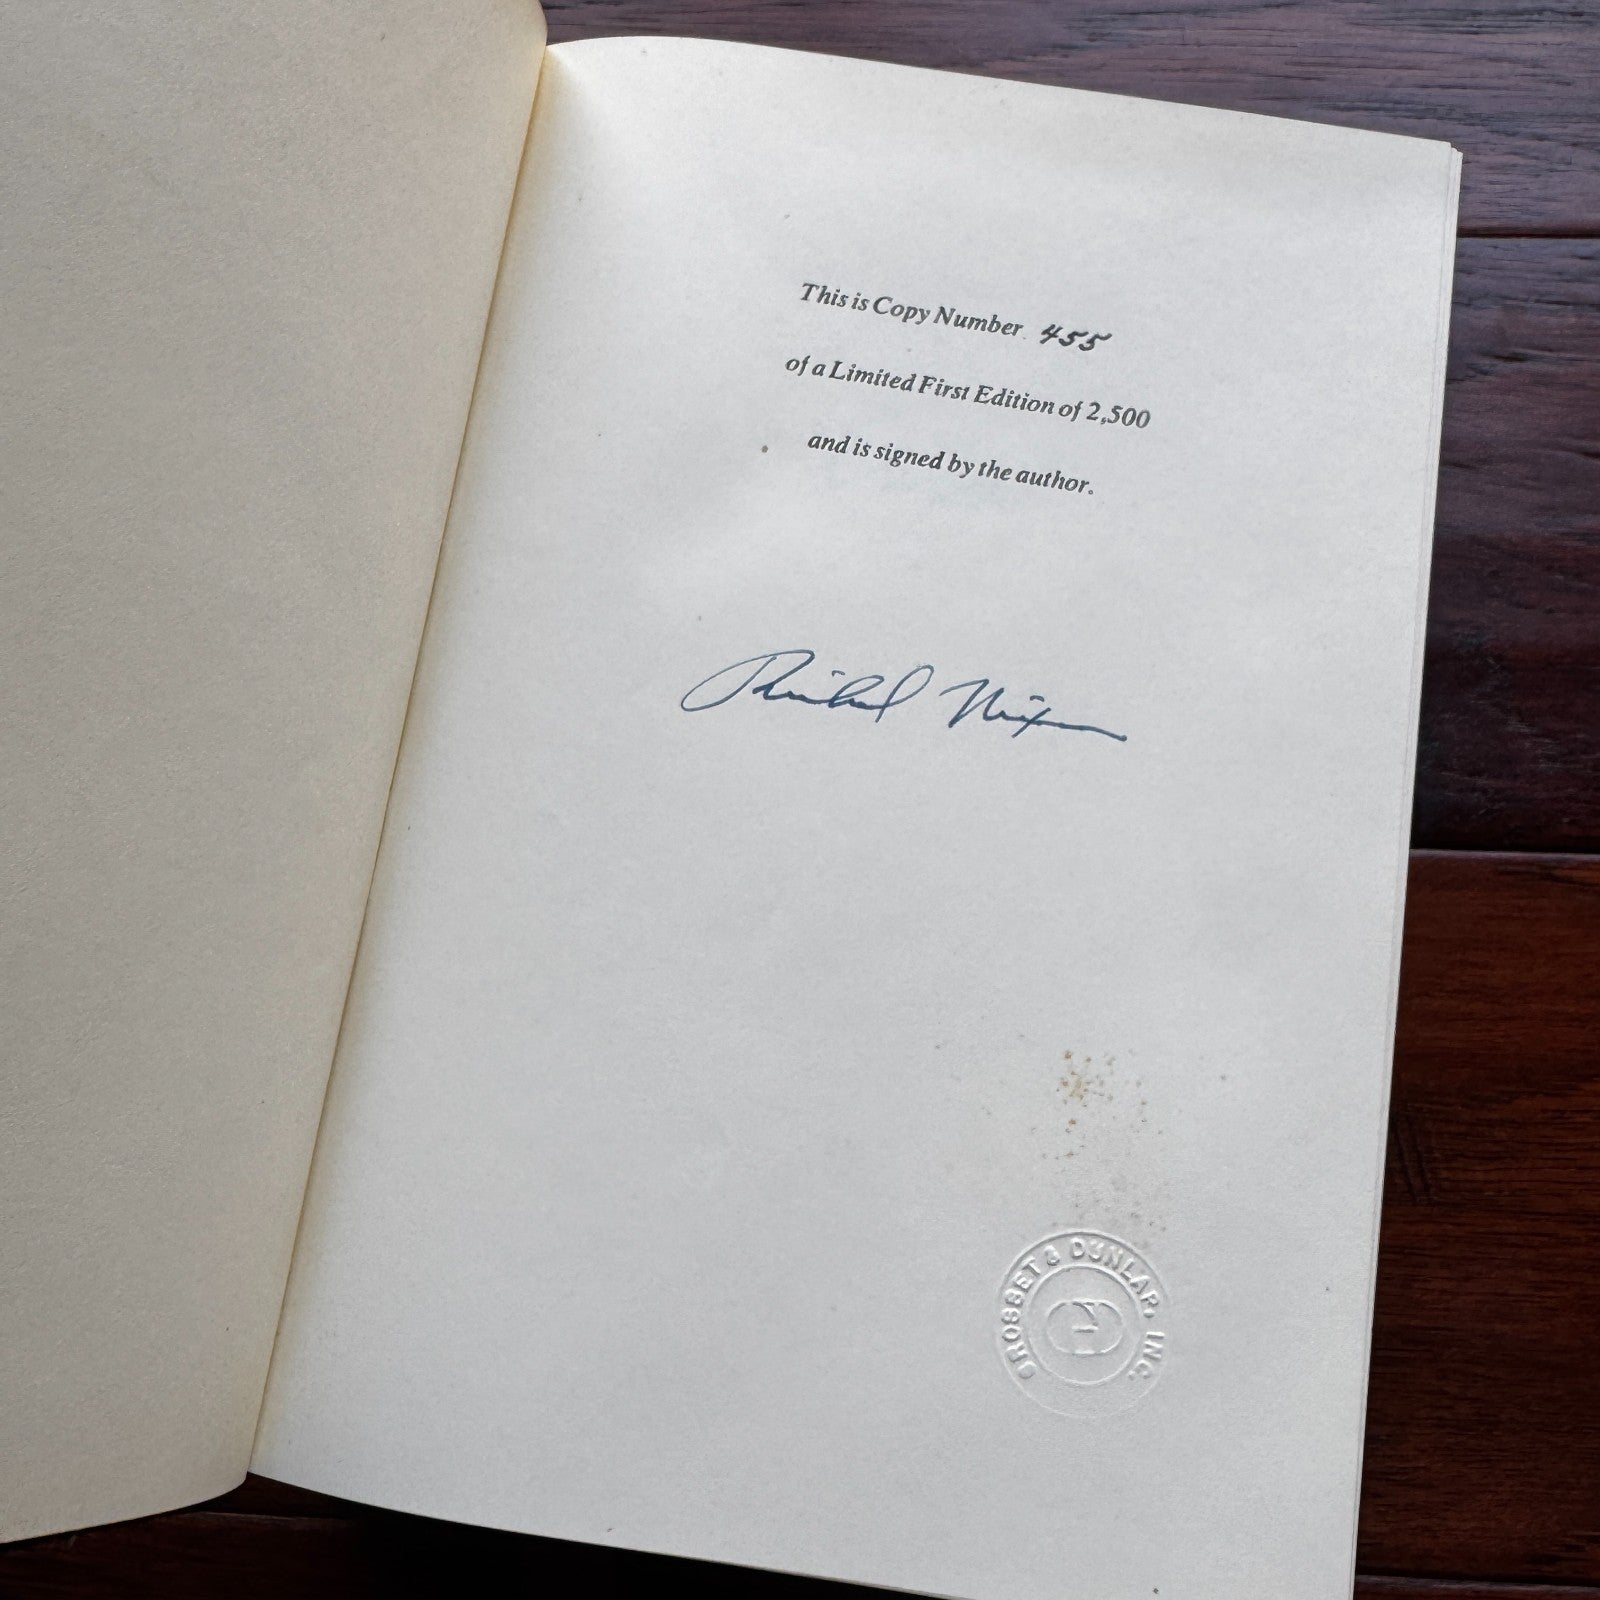 This is Copy Number 455
of a Limited First Edition of 2,500
and is signed by the author.
Richard Nixon
GROSSET & DUNLAP, INC.